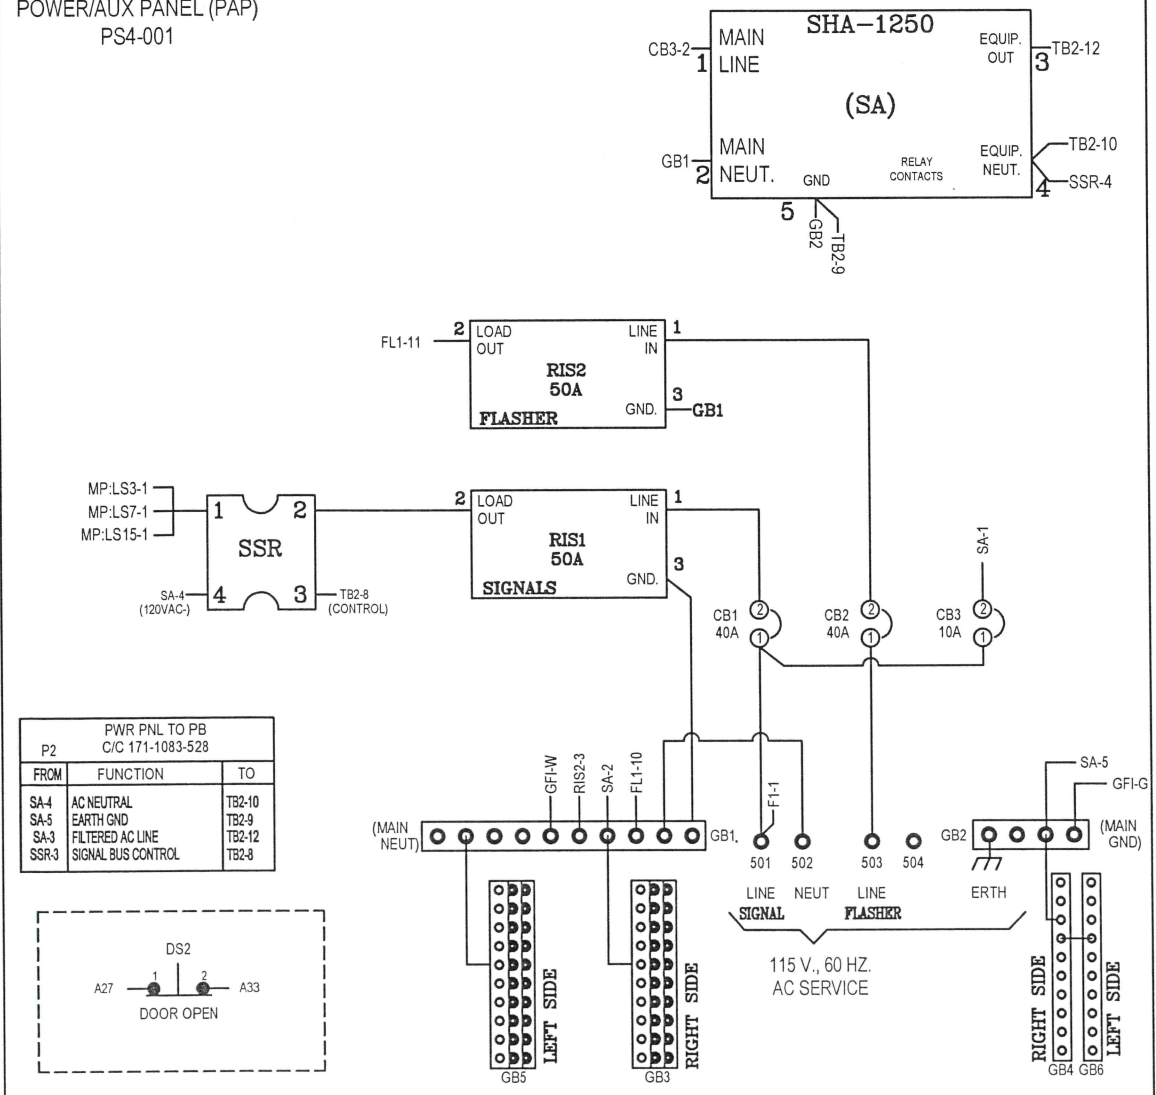 POWER/AUX PANEL (PAP)
PS4-001
SHA-1250
(SA)
CB3-2
1
MAIN
LINE
EQUIP.
OUT
3
TB2-12
GB1
2
MAIN
NEUT.
GND
RELAY
CONTACTS
EQUIP.
NEUT.
4
TB2-10
SSR-4
5
GB2
TB2-9
FL1-11
2
LOAD
OUT
LINE
IN
1
RIS2
50A
3
GND.
GB1
FLASHER
MP:LS3-1
MP:LS7-1
MP:LS15-1
1
2
SSR
4
3
SA-4
(120VAC-)
TB2-8
(CONTROL)
2
LOAD
OUT
LINE
IN
1
RIS1
50A
3
GND.
SIGNALS
SA-1
CB1
40A
2
1
CB2
40A
2
1
CB3
10A
2
1
P2
PWR PNL TO PB
C/C 171-1083-528
FROM FUNCTION TO
SA-4 AC NEUTRAL TB2-10
SA-5 EARTH GND TB2-9
SA-3 FILTERED AC LINE TB2-12
SSR-3 SIGNAL BUS CONTROL TB2-8
GFI-W
RIS2-3
SA-2
FL1-10
F1-1
SA-5
GFI-G
(MAIN
NEUT)
GB1.
501
502
503
504
GB2
(MAIN
GND)
LINE
NEUT
LINE
ERTH
SIGNAL
FLASHER
115 V., 60 HZ.
AC SERVICE
DS2
A27
1
2
A33
DOOR OPEN
LEFT SIDE
GB5
RIGHT SIDE
GB3
RIGHT SIDE
GB4
GB6
LEFT SIDE